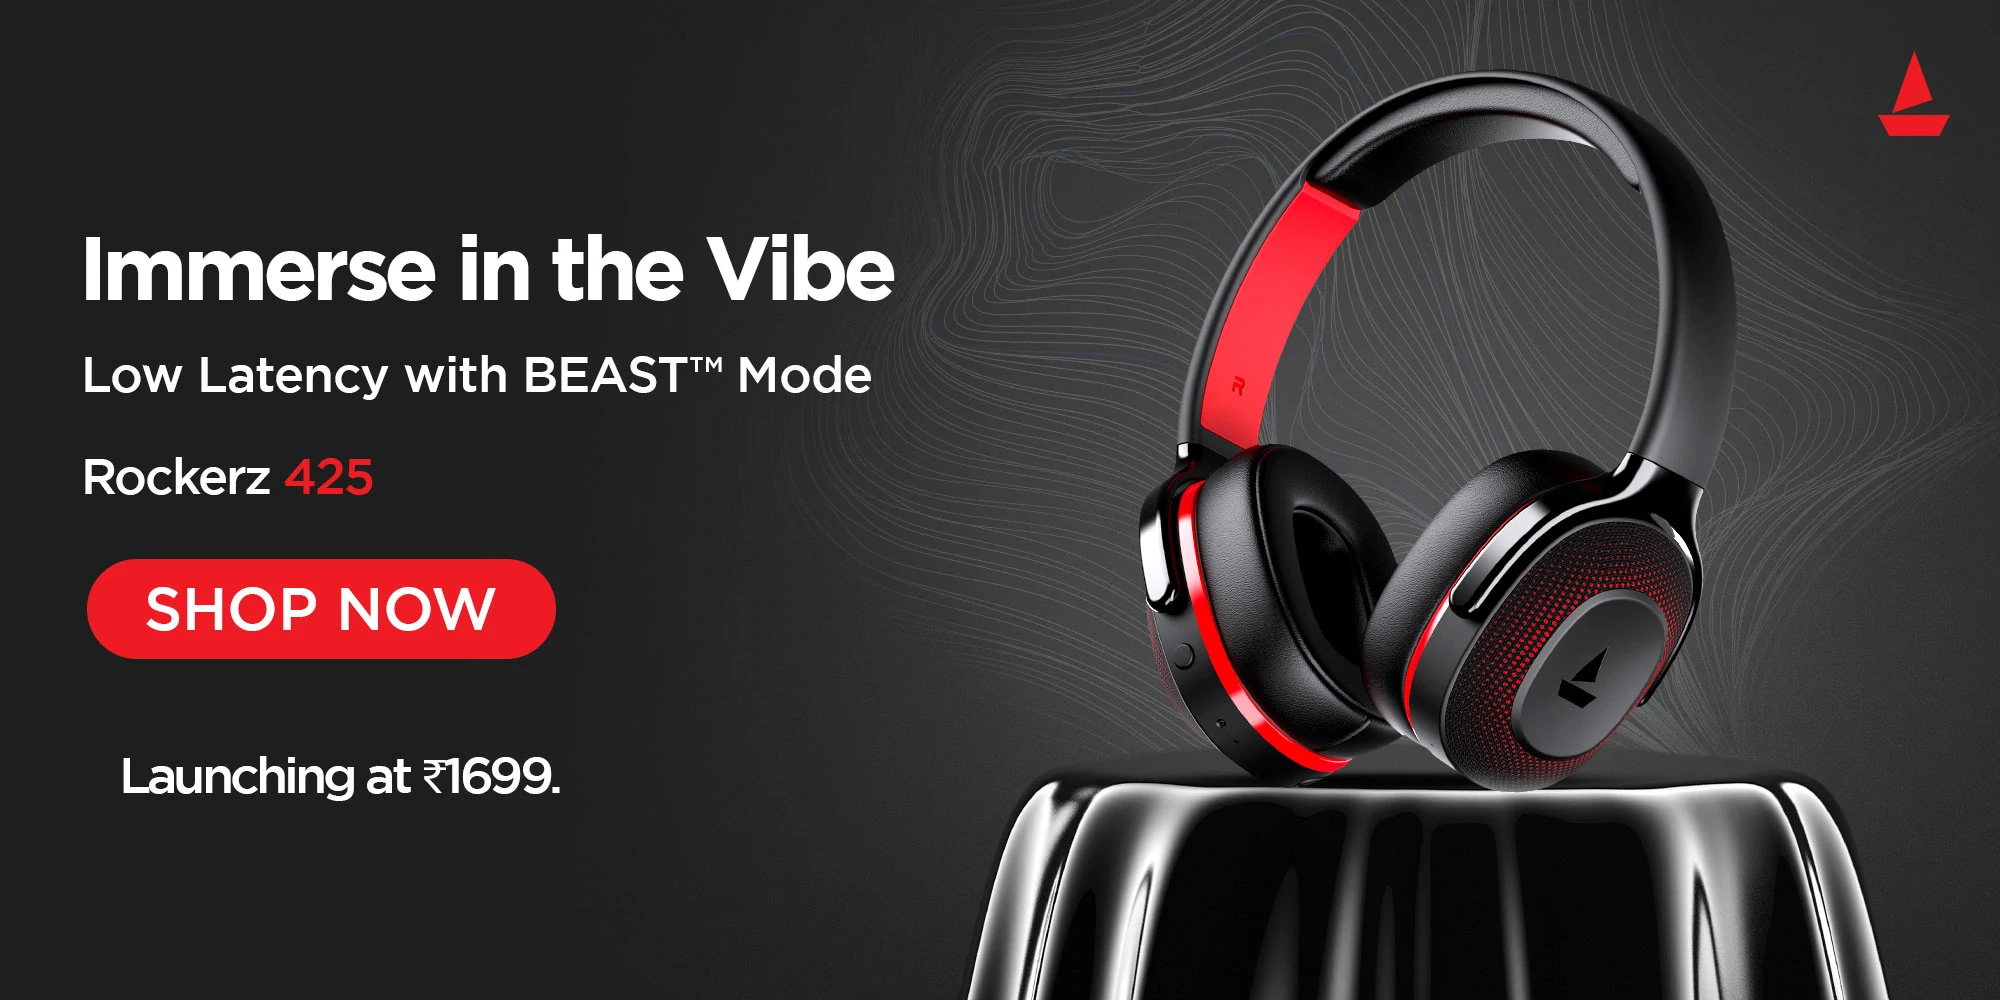 Immerse in the Vibe
Low Latency with BEAST™ Mode
Rockerz 425
SHOP NOW
Launching at ₹1699.
R